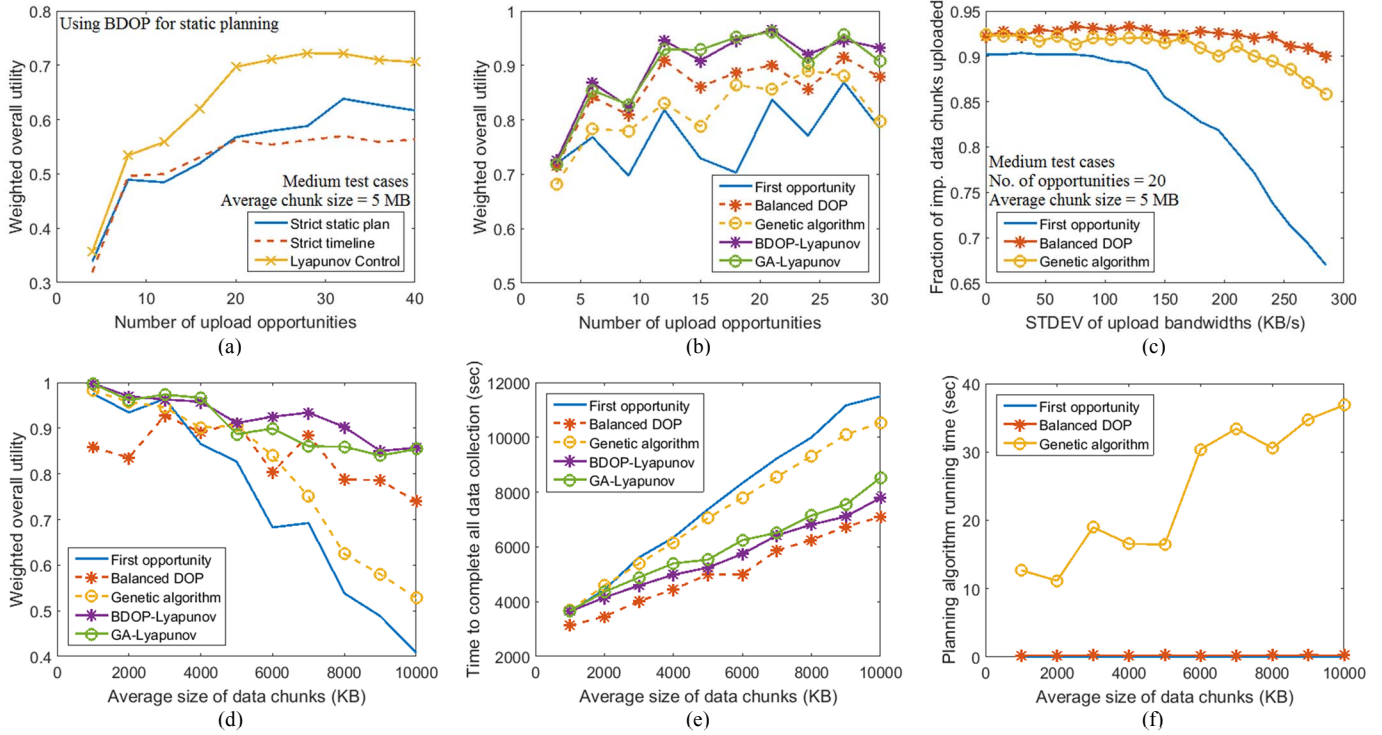 Using BDOP for static planning
Weighted overall utility
0.8
0.7
0.6
0.5
0.4
0.3
0
10
20
30
40
Medium test cases
Average chunk size = 5 MB
Strict static plan
Strict timeline
Lyapunov Control
Number of upload opportunities
(a)
Weighted overall utility
1
0.9
0.8
0.7
0.6
0.5
0
5
10
15
20
25
30
First opportunity
Balanced DOP
Genetic algorithm
BDOP-Lyapunov
GA-Lyapunov
Number of upload opportunities
(b)
Fraction of imp. data chunks uploaded
0.95
0.9
0.85
0.8
0.75
0.7
0.65
0
50
100
150
200
250
300
Medium test cases
No. of opportunities = 20
Average chunk size = 5 MB
First opportunity
Balanced DOP
Genetic algorithm
STDEV of upload bandwidths (KB/s)
(c)
Weighted overall utility
1
0.9
0.8
0.7
0.6
0.5
0.4
0
2000
4000
6000
8000
10000
First opportunity
Balanced DOP
Genetic algorithm
BDOP-Lyapunov
GA-Lyapunov
Average size of data chunks (KB)
(d)
Time to complete all data collection (sec)
12000
10000
8000
6000
4000
2000
0
2000
4000
6000
8000
10000
First opportunity
Balanced DOP
Genetic algorithm
BDOP-Lyapunov
GA-Lyapunov
Average size of data chunks (KB)
(e)
Planning algorithm running time (sec)
40
30
20
10
0
0
2000
4000
6000
8000
10000
First opportunity
Balanced DOP
Genetic algorithm
Average size of data chunks (KB)
(f)